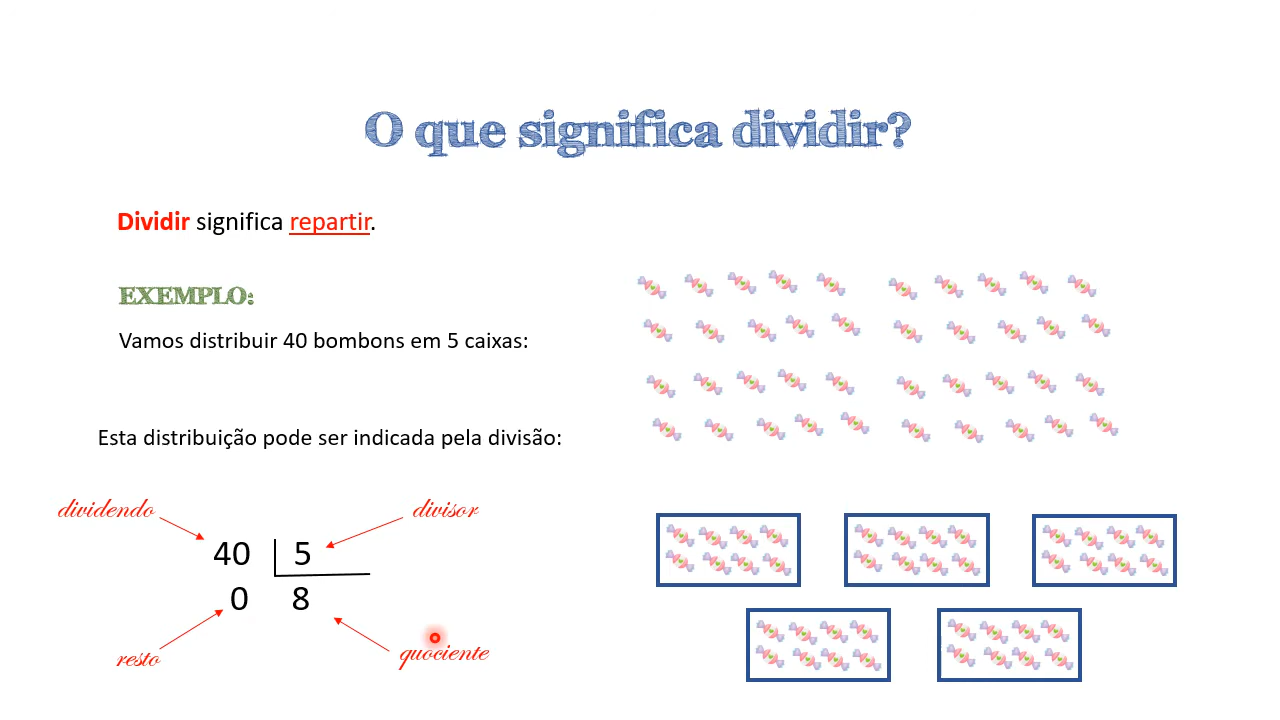 O que significa dividir?
Dividir significa repartir.
EXEMPLO:
Vamos distribuir 40 bombons em 5 caixas:
Esta distribuição pode ser indicada pela divisão:
dividendo divisor
40 5
0 8
resto quociente